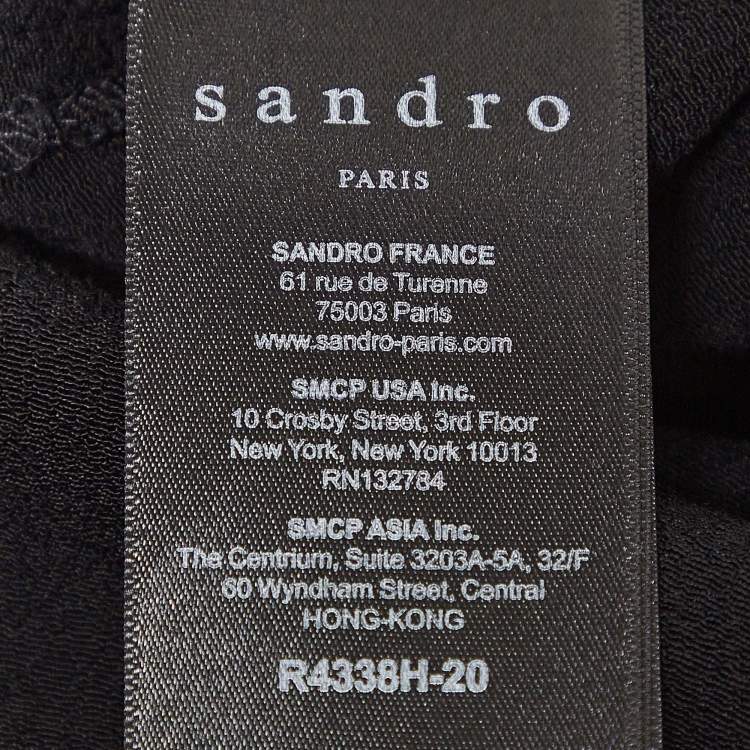 sandro
PARIS
SANDRO FRANCE
61 rue de Turenne
75003 Paris
www.sandro-paris.com
SMCP USA Inc.
10 Crosby Street, 3rd Floor
New York, New York 10013
RN132784
SMCP ASIA Inc.
The Centrium, Suite 3203A-5A, 32/F
60 Wyndham Street, Central
HONG-KONG
R4338H-20